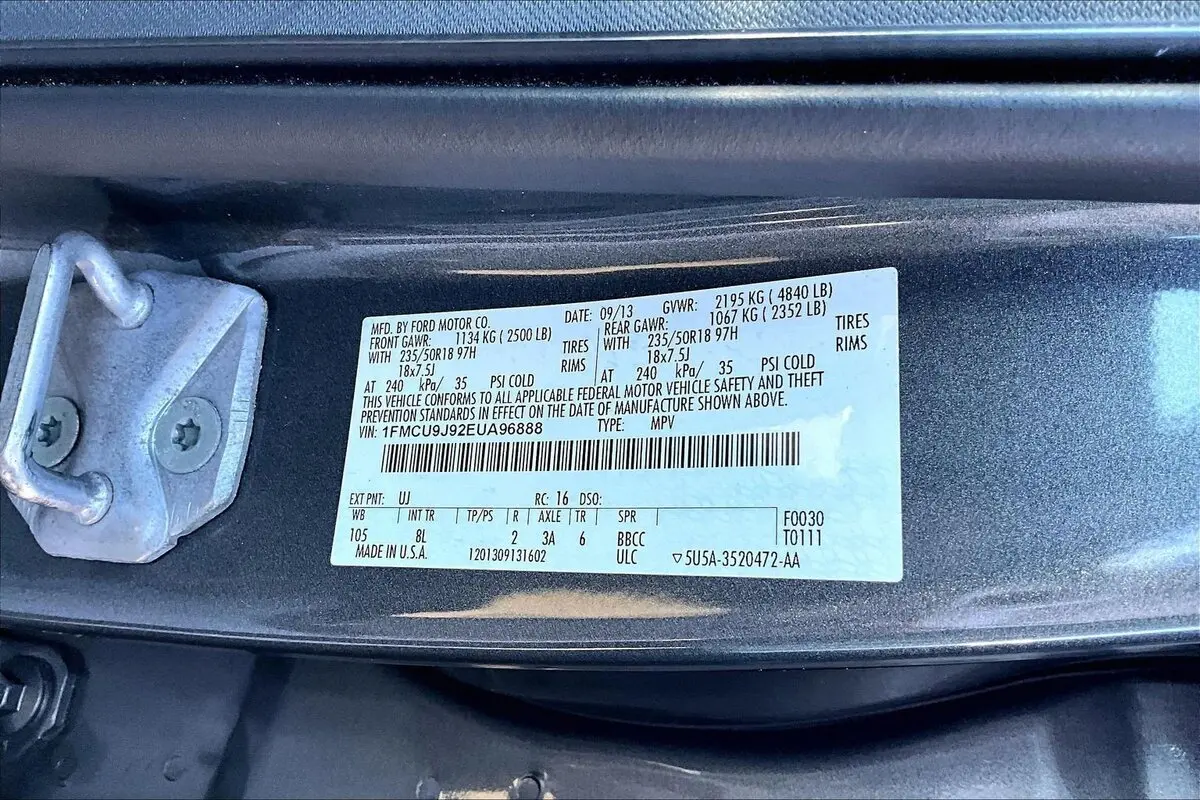 MFD. BY FORD MOTOR CO. DATE: 09/13 GVWR: 2195 KG ( 4840 LB)
FRONT GAWR: 1134 KG ( 2500 LB) REAR GAWR: 1067 KG ( 2352 LB)
WITH 235/50R18 97H TIRES WITH 235/50R18 97H TIRES
18x7.5J RIMS 18x7.5J RIMS
AT 240 kPa/ 35 PSI COLD AT 240 kPa/ 35 PSI COLD
THIS VEHICLE CONFORMS TO ALL APPLICABLE FEDERAL MOTOR VEHICLE SAFETY AND THEFT
PREVENTION STANDARDS IN EFFECT ON THE DATE OF MANUFACTURE SHOWN ABOVE.
VIN: 1FMCU9J92EUA96888 TYPE: MPV
EXT PNT: UJ RC: 16 DSO:
WB INT TR TP/PS R AXLE TR SPR F0030
105 8L 2 3A 6 BBCC T0111
MADE IN U.S.A. 1201309131602 ULC ▽5U5A-3520472-AA